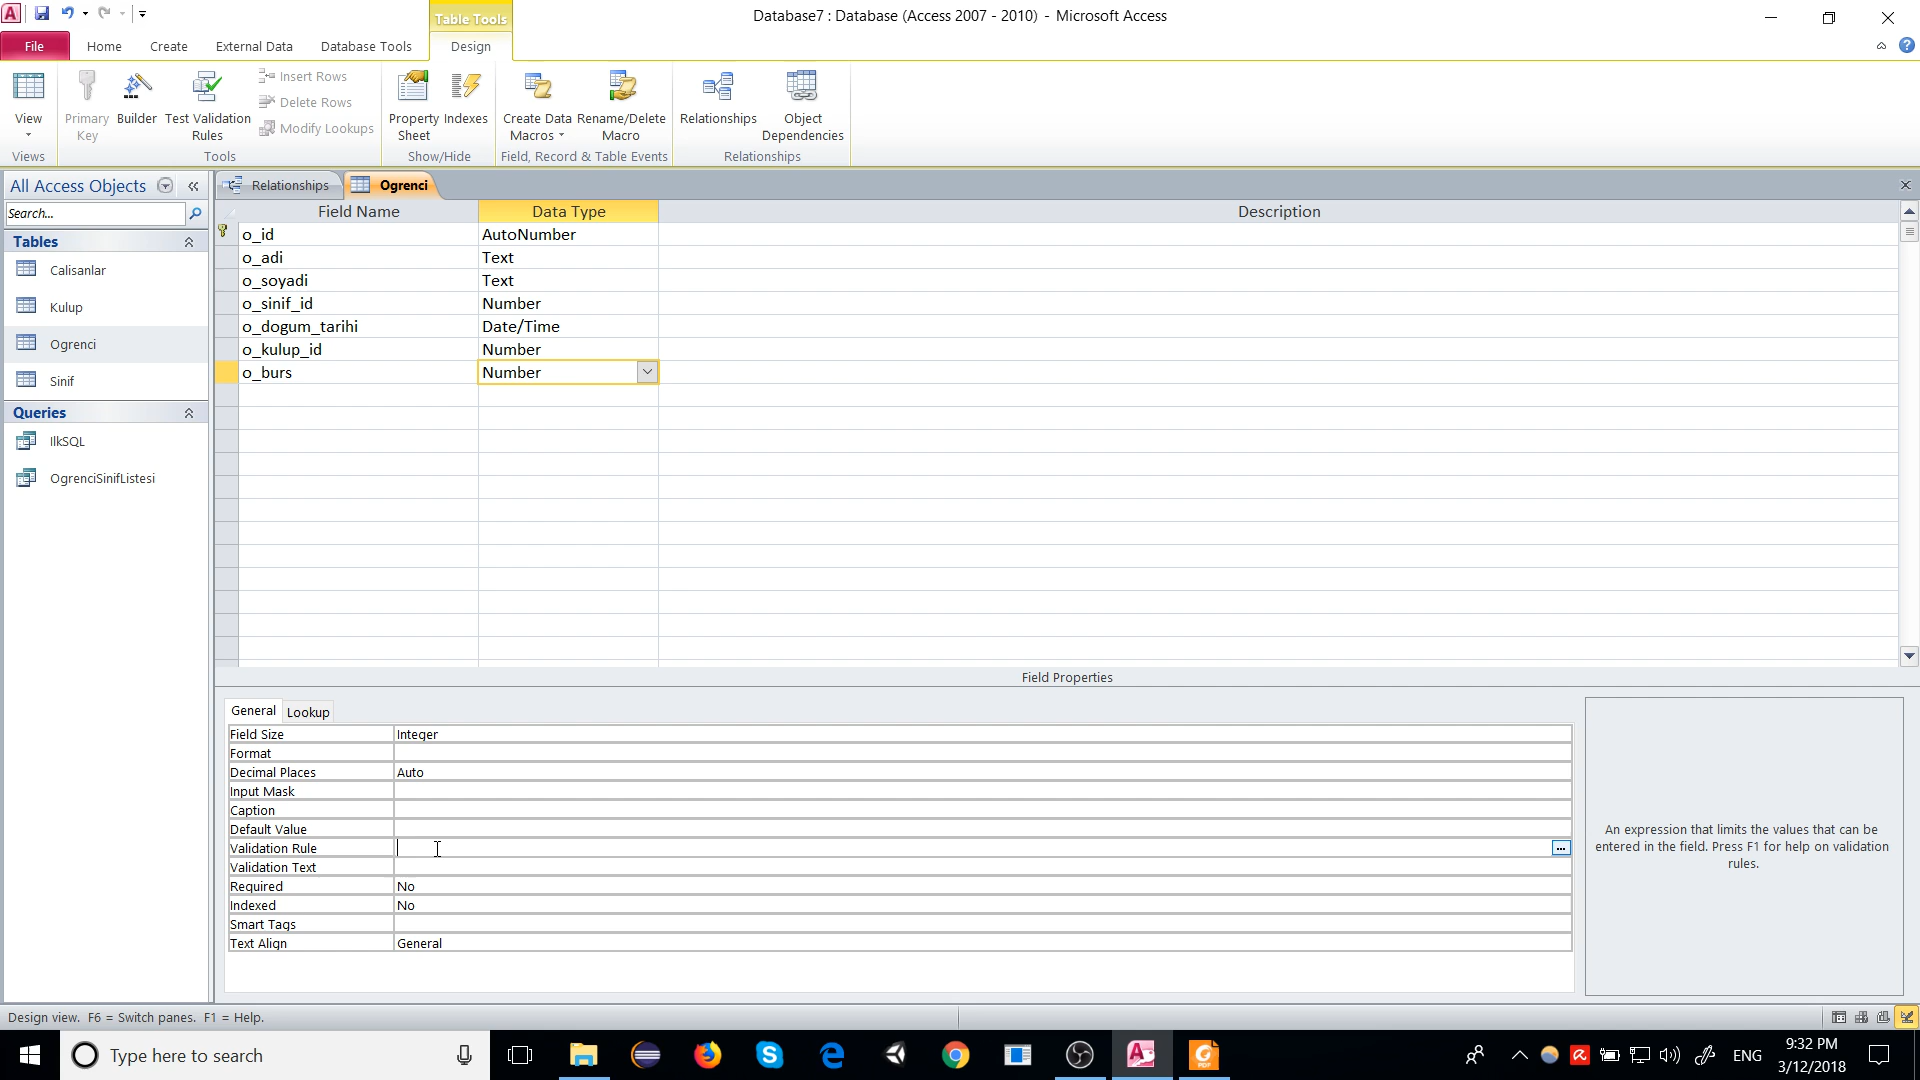 Table Tools
Database7 : Database (Access 2007 - 2010) - Microsoft Access
File Home Create External Data Database Tools Design
View
Views
Primary Key
Builder
Test Validation Rules
Insert Rows
Delete Rows
Modify Lookups
Tools
Property Sheet
Indexes
Show/Hide
Create Data Macros
Rename/Delete Macro
Field, Record & Table Events
Relationships
Object Dependencies
Relationships
All Access Objects
Search...
Tables
Calisanlar
Kulup
Ogrenci
Sinif
Queries
IlkSQL
OgrenciSinifListesi
Relationships Ogrenci
Field Name Data Type Description
o_id AutoNumber
o_adi Text
o_soyadi Text
o_sinif_id Number
o_dogum_tarihi Date/Time
o_kulup_id Number
o_burs Number
Field Properties
General Lookup
Field Size Integer
Format
Decimal Places Auto
Input Mask
Caption
Default Value
Validation Rule
Validation Text
Required No
Indexed No
Smart Tags
Text Align General
An expression that limits the values that can be
entered in the field. Press F1 for help on validation
rules.
Design view. F6 = Switch panes. F1 = Help.
Type here to search
ENG
9:32 PM
3/12/2018